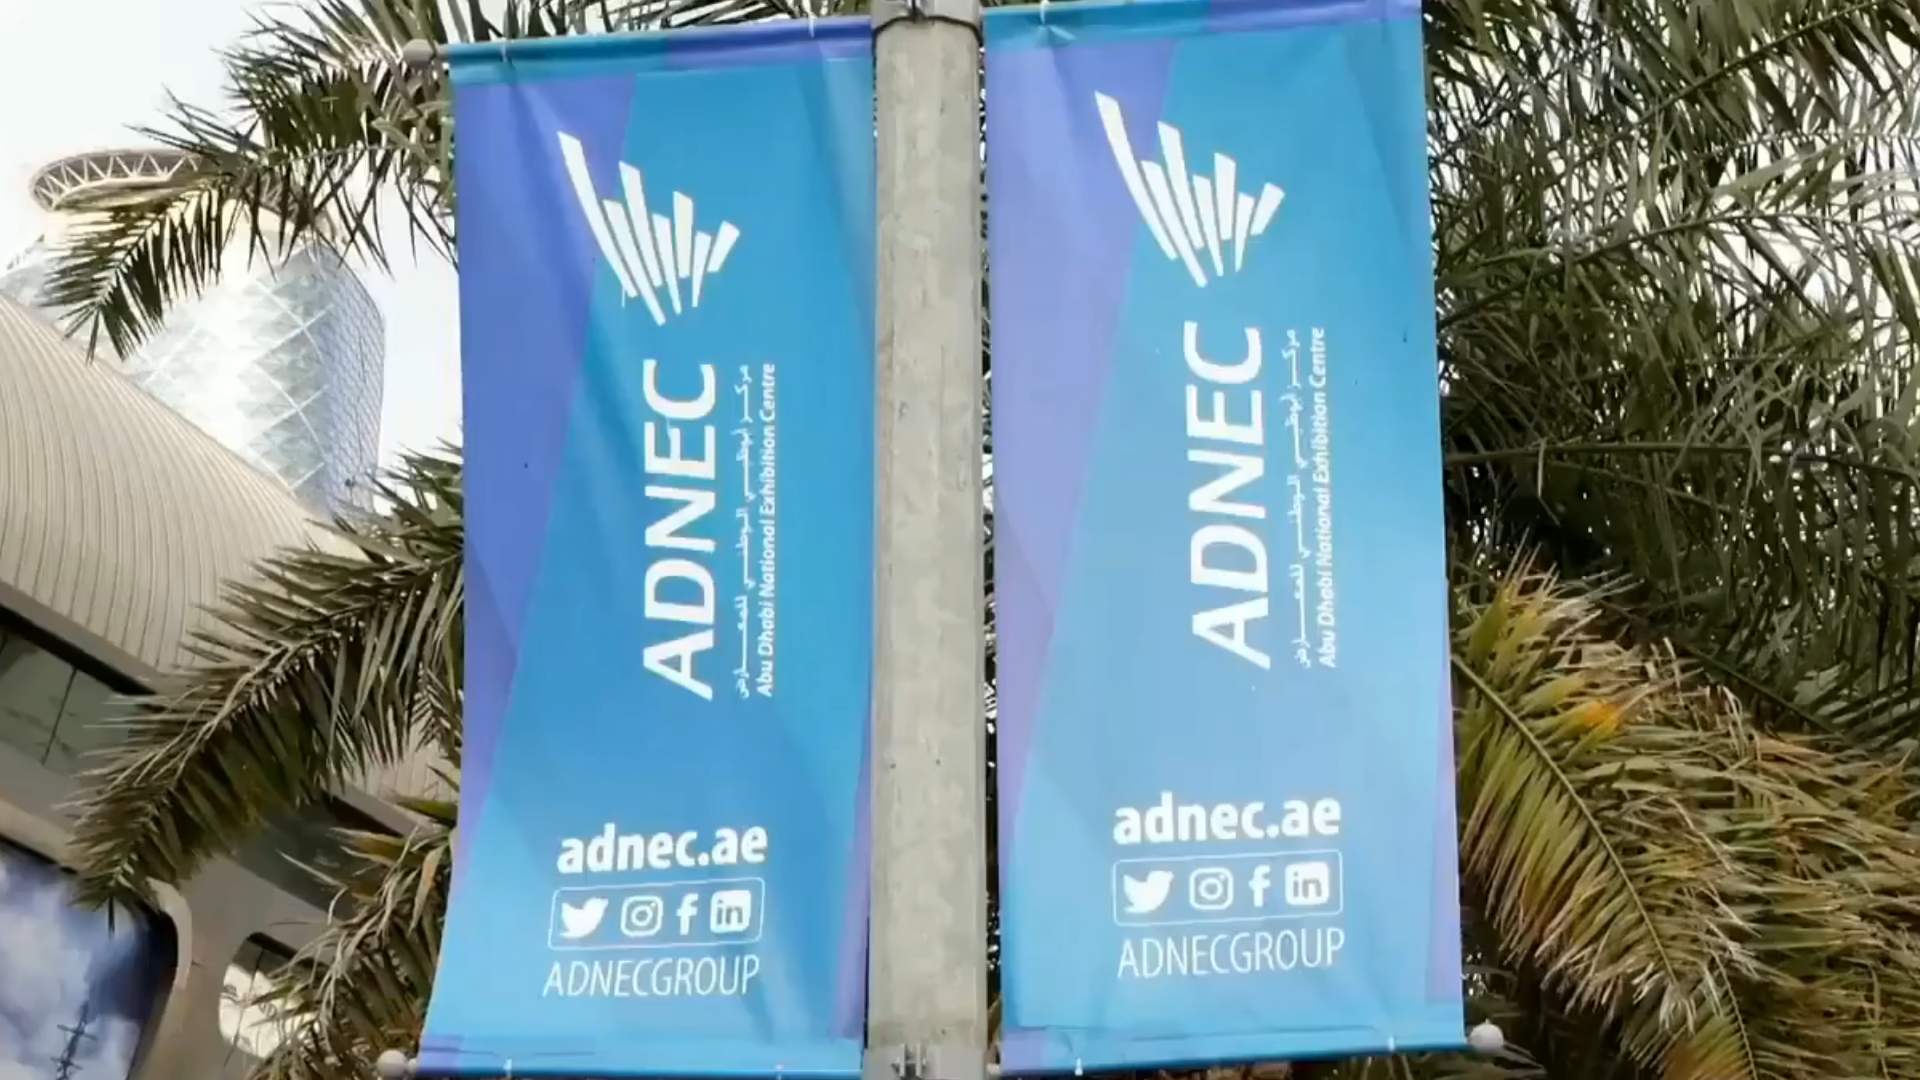 ADNEC
مركز أبوظبي الوطني للمعارض
Abu Dhabi National Exhibition Centre
adnec.ae
ADNECGROUP
ADNEC
مركز أبوظبي الوطني للمعارض
Abu Dhabi National Exhibition Centre
adnec.ae
ADNECGROUP